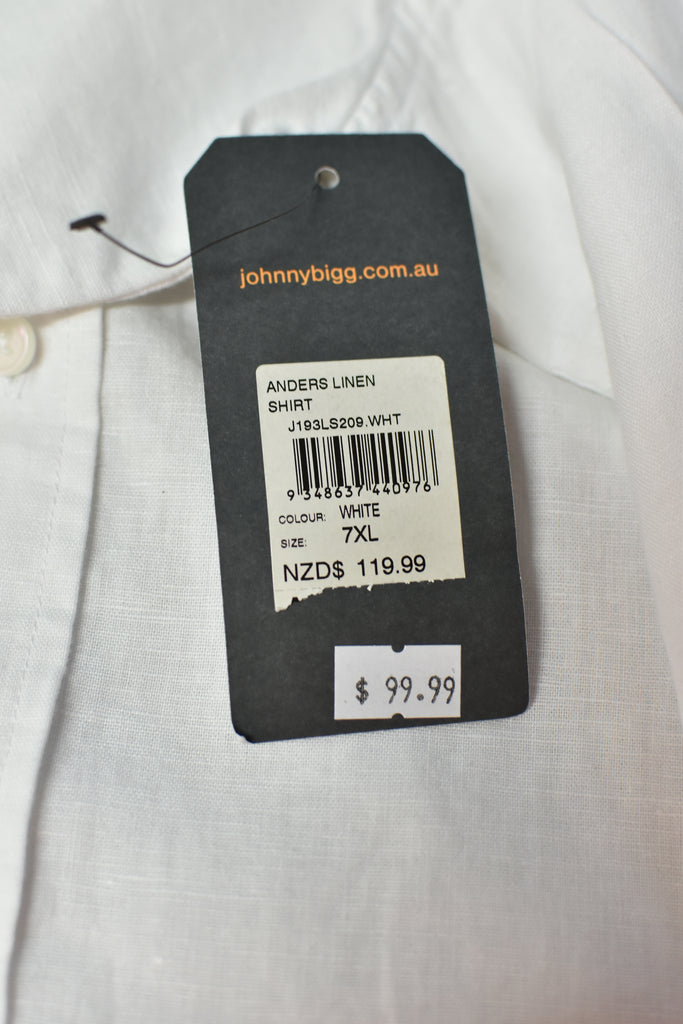 johnnybigg.com.au
ANDERS LINEN
SHIRT
J193LS209.WHT
9 348637 440976
COLOUR: WHITE
SIZE: 7XL
NZD$ 119.99
$ 99.99